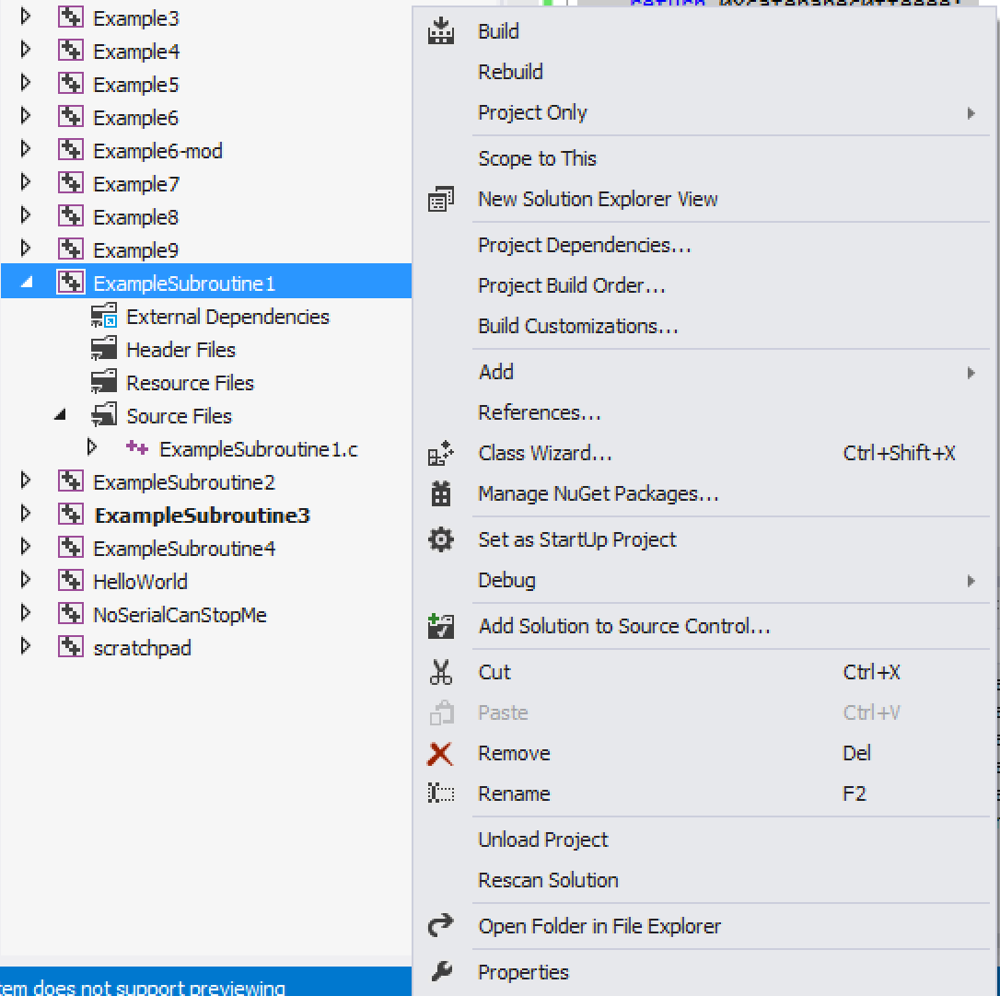 Example3
Example4
Example5
Example6
Example6-mod
Example7
Example8
Example9
ExampleSubroutine1
External Dependencies
Header Files
Resource Files
Source Files
ExampleSubroutine1.c
ExampleSubroutine2
ExampleSubroutine3
ExampleSubroutine4
HelloWorld
NoSerialCanStopMe
scratchpad
tem does not support previewing
return
Build
Rebuild
Project Only
Scope to This
New Solution Explorer View
Project Dependencies...
Project Build Order...
Build Customizations...
Add
References...
Class Wizard... Ctrl+Shift+X
Manage NuGet Packages...
Set as StartUp Project
Debug
Add Solution to Source Control...
Cut Ctrl+X
Paste Ctrl+V
Remove Del
Rename F2
Unload Project
Rescan Solution
Open Folder in File Explorer
Properties